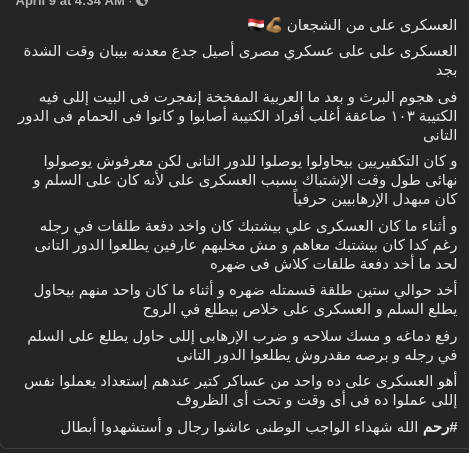 April 9 at 4:34 AM ·
العسكرى على من الشجعان 💪🏽🇪🇬
العسكرى على على عسكري مصرى أصيل جدع معدنه بيبان وقت الشدة
بجد
فى هجوم البرث و بعد ما العربية المفخخة إنفجرت فى البيت إللى فيه
الكتيبة ١٠٣ صاعقة أغلب أفراد الكتيبة أصابوا و كانوا فى الحمام فى الدور
التانى
و كان التكفيريين بيحاولوا يوصلوا للدور التانى لكن معرفوش يوصولوا
نهائى طول وقت الإشتباك بسبب العسكرى على لأنه كان على السلم و
كان مبهدل الإرهابيين حرفياً
و أثناء ما كان العسكرى علي بيشتبك كان واخد دفعة طلقات في رجله
رغم كدا كان بيشتبك معاهم و مش مخليهم عارفين يطلعوا الدور التانى
لحد ما أخد دفعة طلقات كلاش فى ضهره
أخد حوالي ستين طلقة قسمتله ضهره و أثناء ما كان واحد منهم بيحاول
يطلع السلم و العسكرى على خلاص بيطلع في الروح
رفع دماغه و مسك سلاحه و ضرب الإرهابى إللى حاول يطلع على السلم
في رجله و برصه مقدروش يطلعوا الدور التانى
أهو العسكرى على ده واحد من عساكر كتير عندهم إستعداد يعملوا نفس
إللى عملوا ده فى أى وقت و تحت أى الظروف
#رحم الله شهداء الواجب الوطنى عاشوا رجال و أستشهدوا أبطال